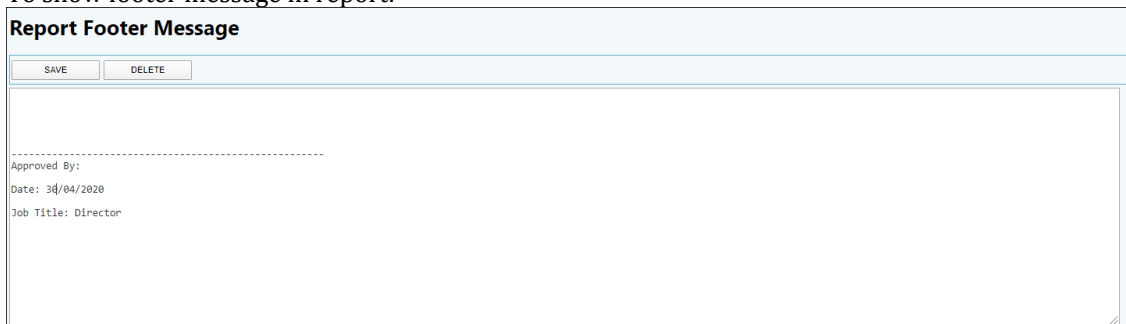 To show footer message in report.
Report Footer Message
SAVE DELETE
------------------------------------------------------
Approved By:
Date: 30/04/2020
Job Title: Director